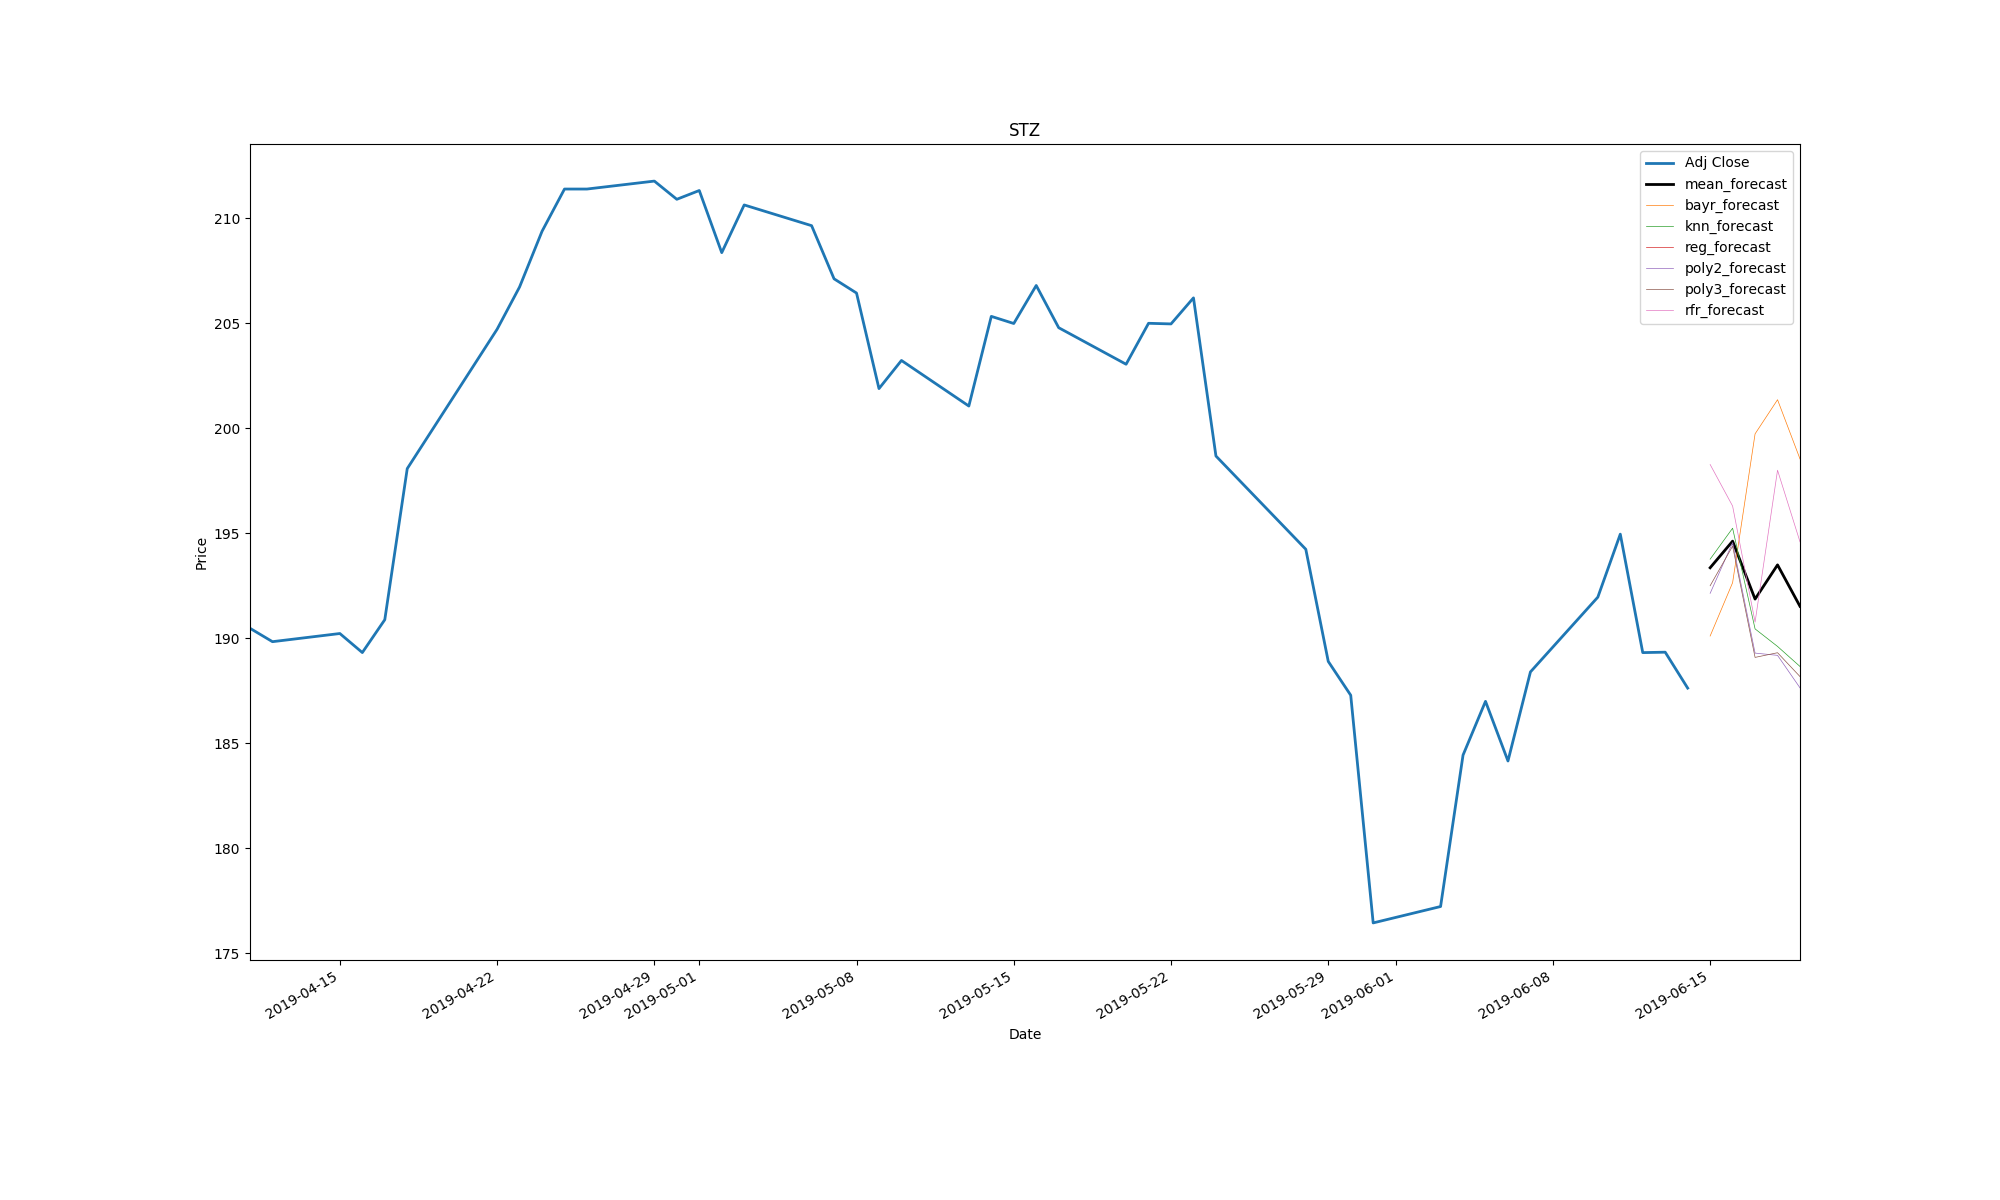 STZ
Adj Close
mean_forecast
bayr_forecast
knn_forecast
reg_forecast
poly2_forecast
poly3_forecast
rfr_forecast
210
205
200
195
190
185
180
175
Price
2019-04-15
2019-04-22
2019-04-29
2019-05-01
2019-05-08
2019-05-15
2019-05-22
2019-05-29
2019-06-01
2019-06-08
2019-06-15
Date